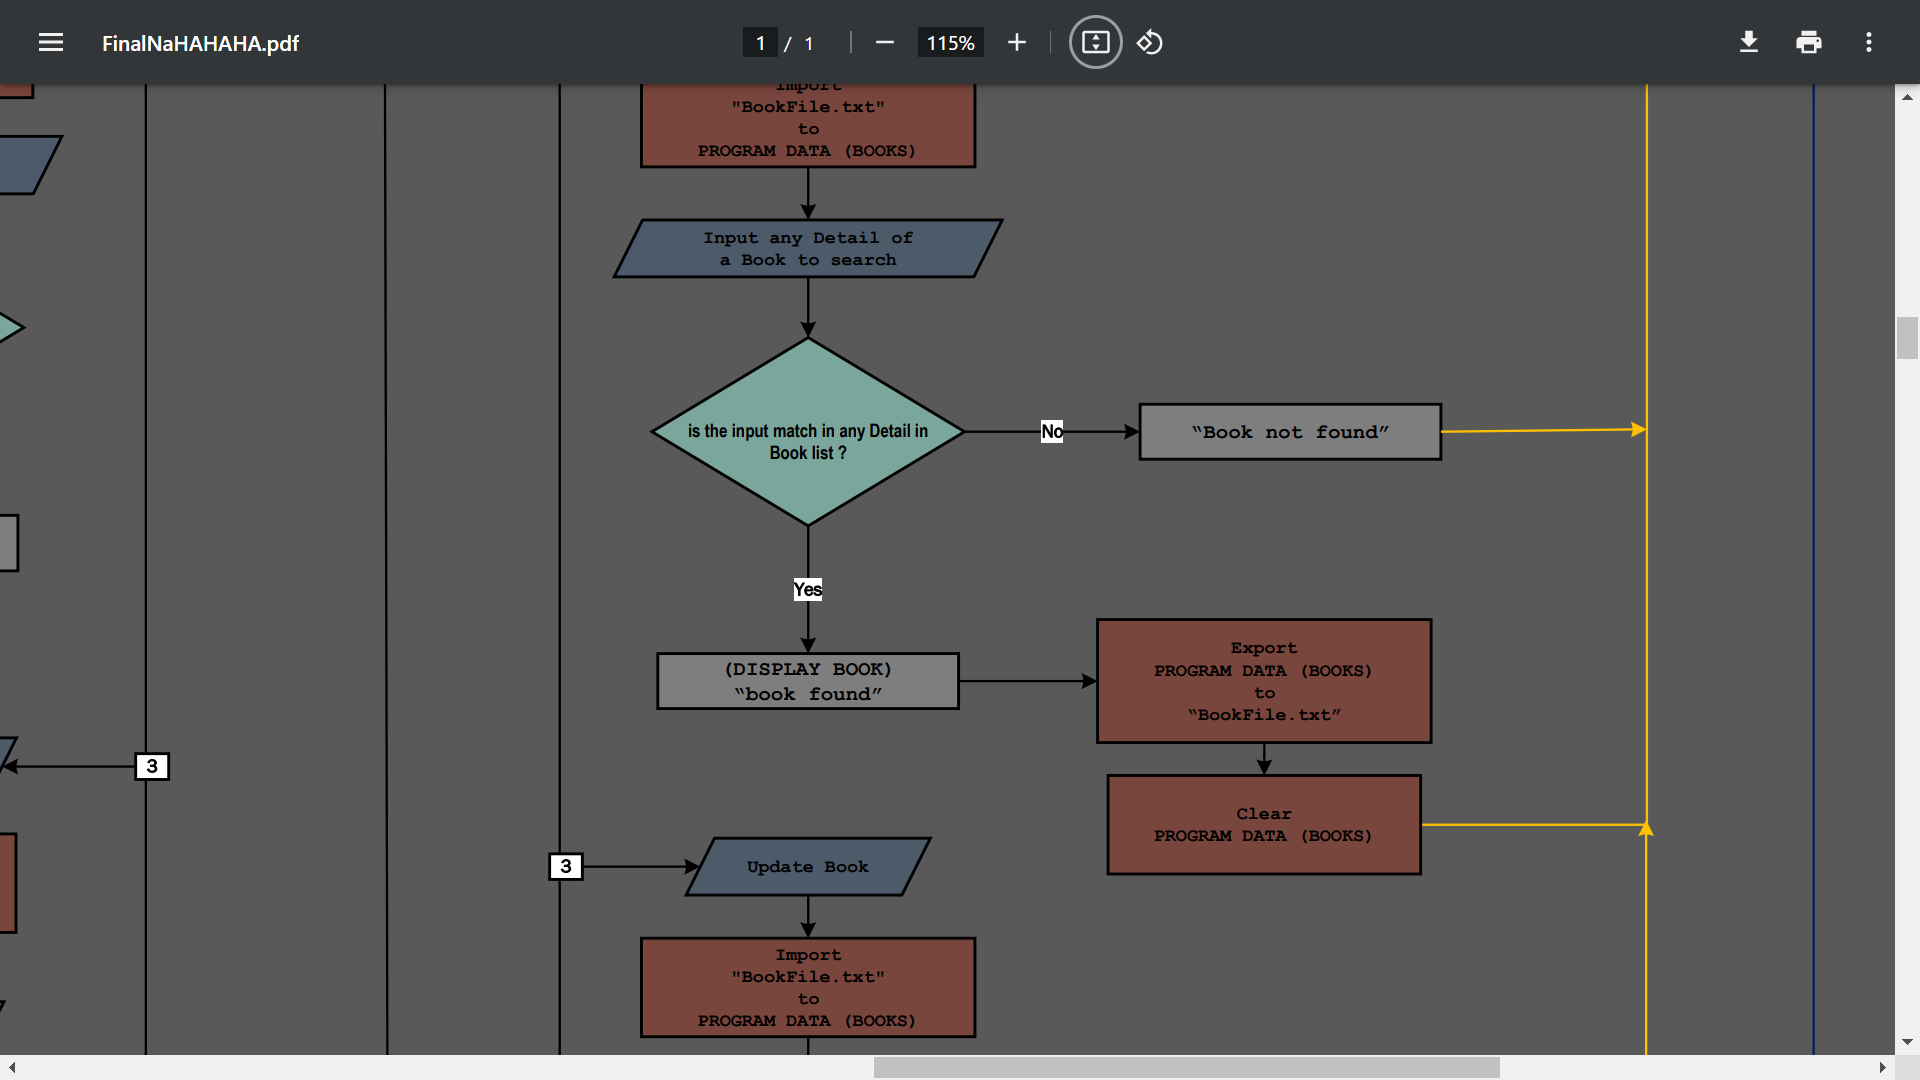 FinalNaHAHAHA.pdf
1 / 1
115%
Import
"BookFile.txt"
to
PROGRAM DATA (BOOKS)
Input any Detail of
a Book to search
is the input match in any Detail in
Book list ?
No
“Book not found”
Yes
(DISPLAY BOOK)
“book found”
Export
PROGRAM DATA (BOOKS)
to
“BookFile.txt”
3
Clear
PROGRAM DATA (BOOKS)
3
Update Book
Import
"BookFile.txt"
to
PROGRAM DATA (BOOKS)